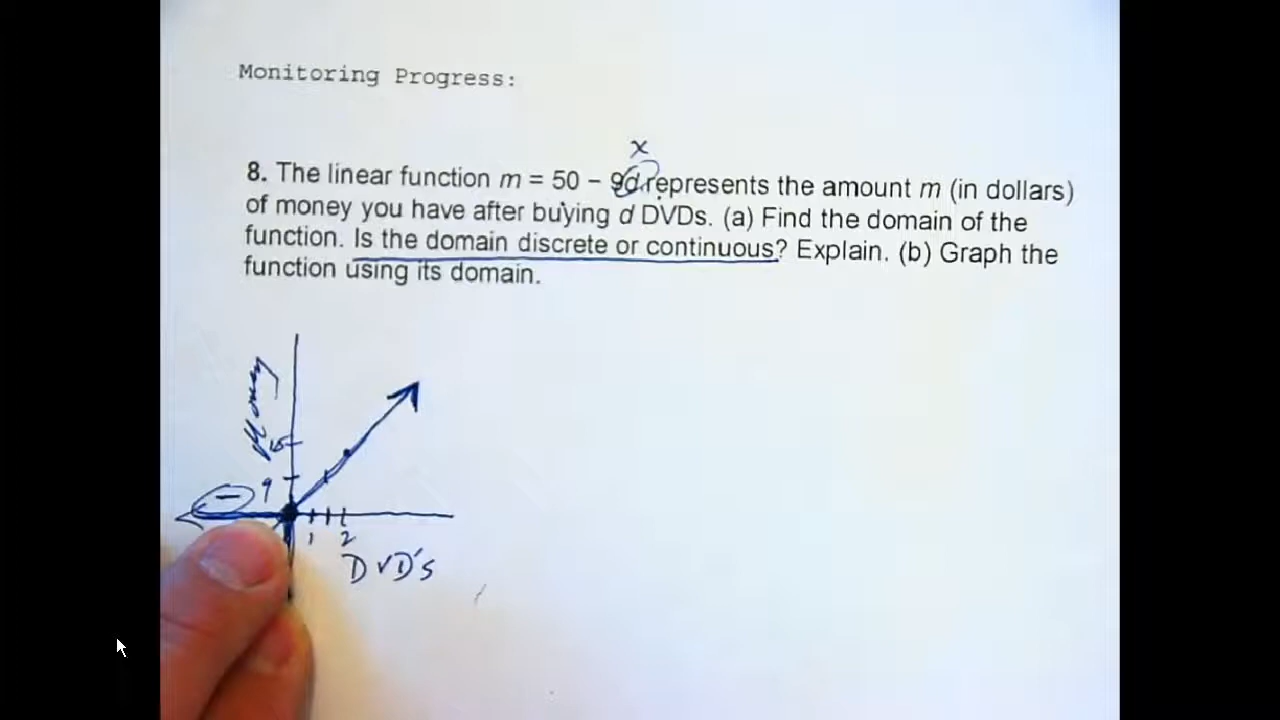 Monitoring Progress:
x
8. The linear function m = 50 − 9d represents the amount m (in dollars)
of money you have after buying d DVDs. (a) Find the domain of the
function. Is the domain discrete or continuous? Explain. (b) Graph the
function using its domain.
Money
9
−
1 2
DVD's